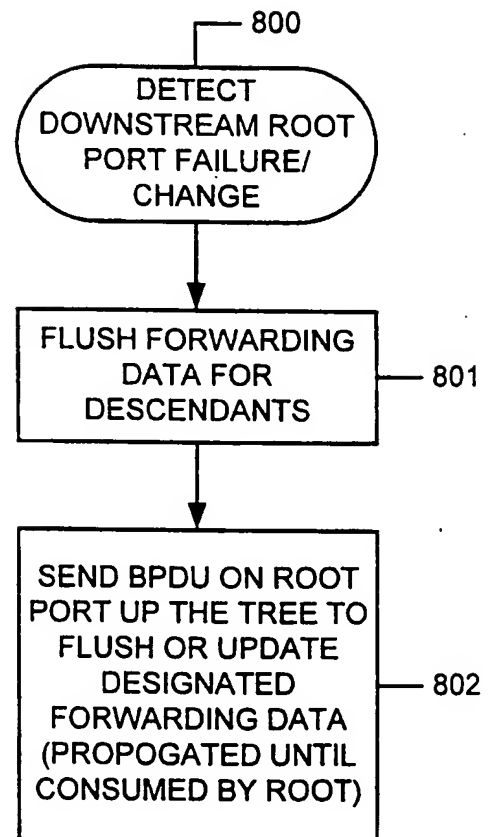 800
DETECT
DOWNSTREAM ROOT
PORT FAILURE/
CHANGE
FLUSH FORWARDING
DATA FOR
DESCENDANTS
801
SEND BPDU ON ROOT
PORT UP THE TREE TO
FLUSH OR UPDATE
DESIGNATED
FORWARDING DATA
(PROPOGATED UNTIL
CONSUMED BY ROOT)
802